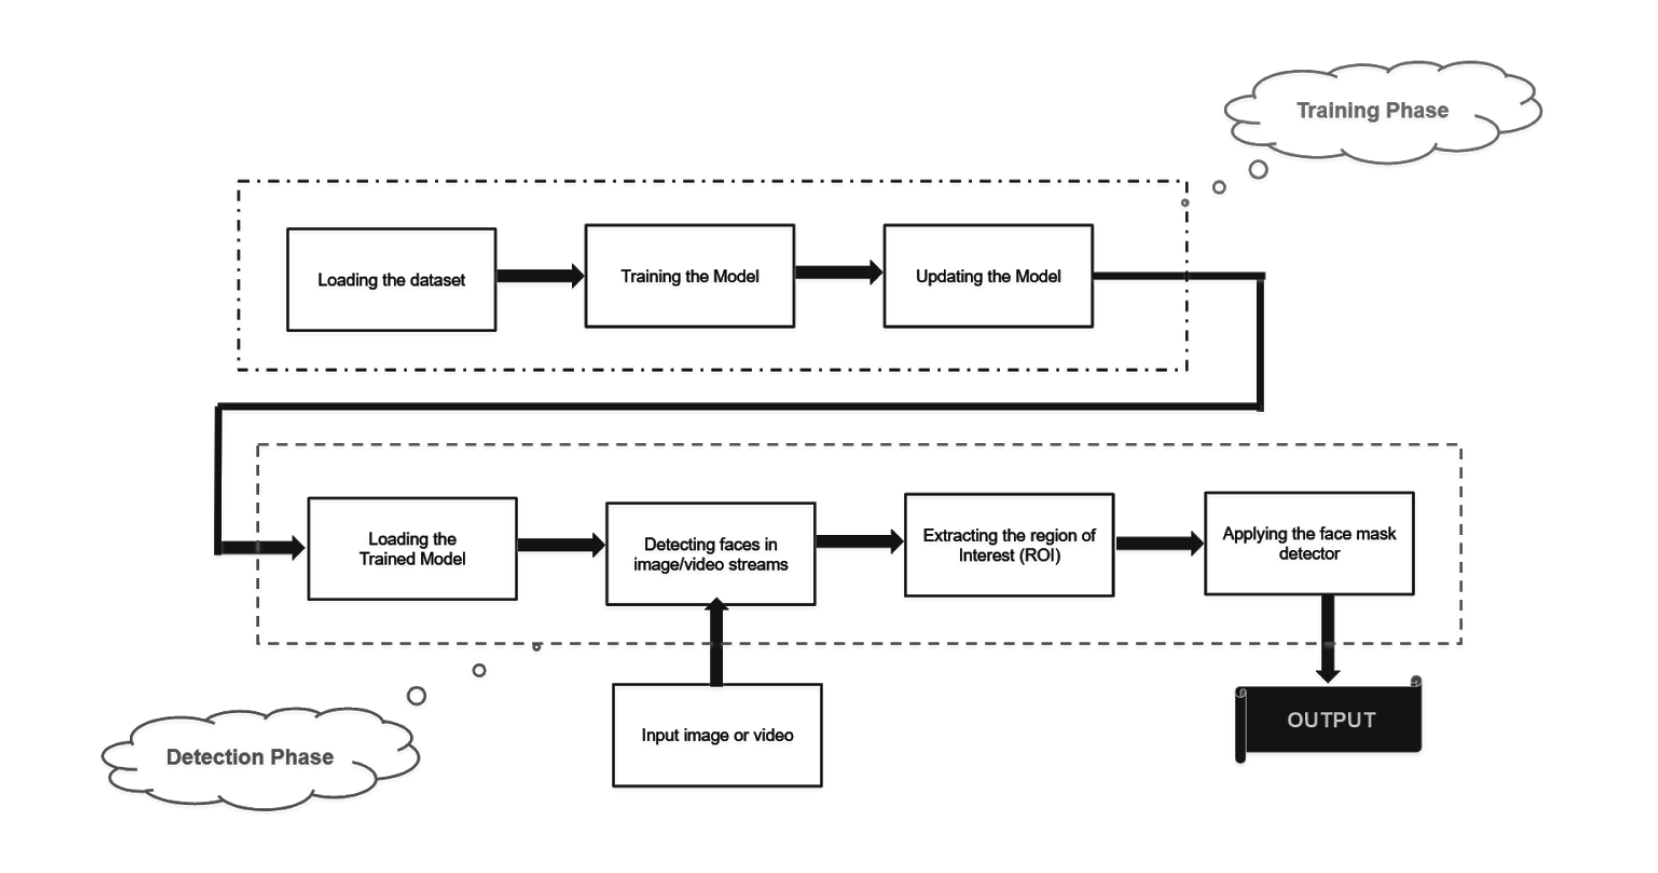 Training Phase
Loading the dataset
Training the Model
Updating the Model
Loading the
Trained Model
Detecting faces in
image/video streams
Extracting the region of
Interest (ROI)
Applying the face mask
detector
Detection Phase
Input image or video
OUTPUT